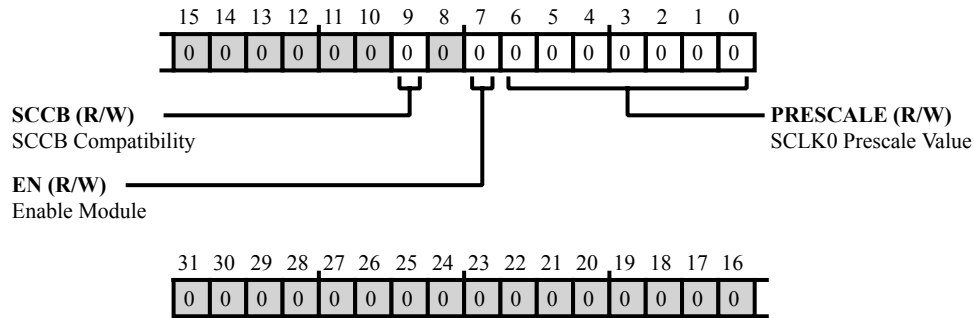 15 14 13 12 11 10 9 8 7 6 5 4 3 2 1 0
0 0 0 0 0 0 0 0 0 0 0 0 0 0 0 0
SCCB (R/W)
SCCB Compatibility
PRESCALE (R/W)
SCLK0 Prescale Value
EN (R/W)
Enable Module
31 30 29 28 27 26 25 24 23 22 21 20 19 18 17 16
0 0 0 0 0 0 0 0 0 0 0 0 0 0 0 0